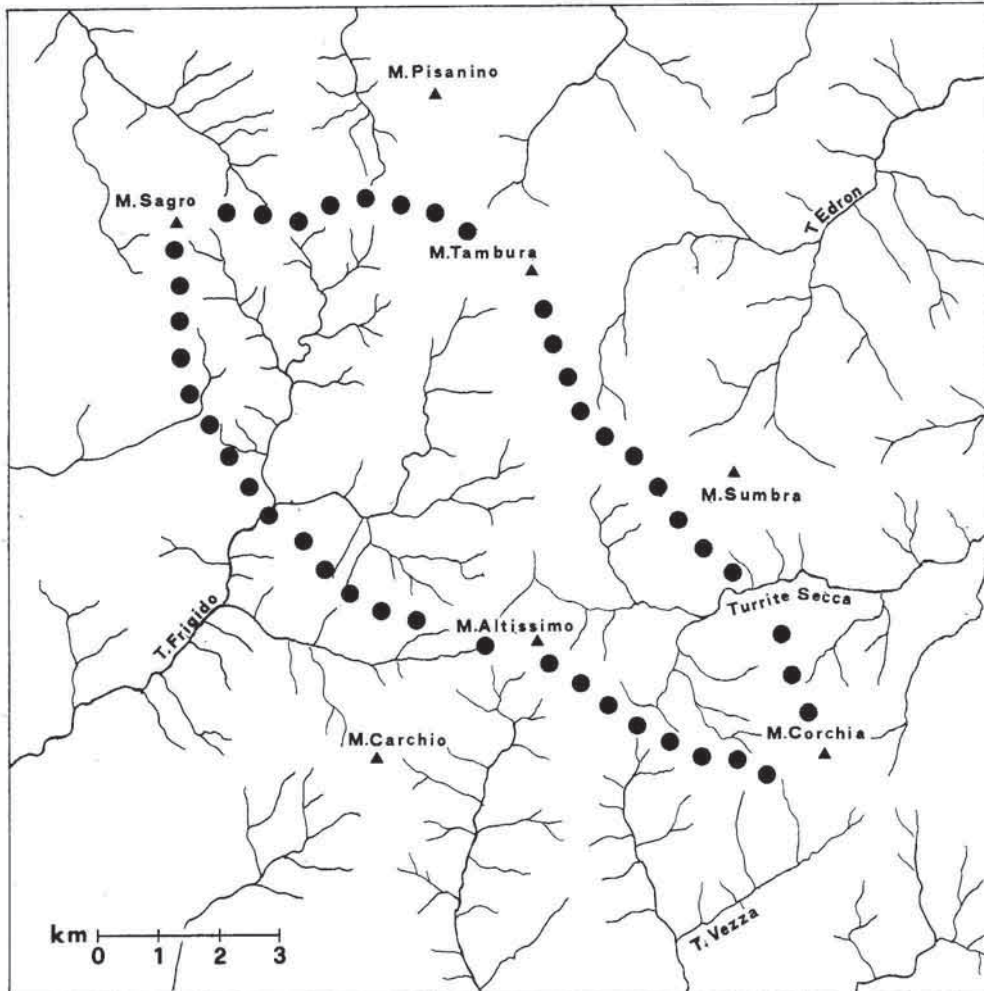 M.Pisanino
M.Sagro
T.Edron
M.Tambura
M.Sumbra
Turrite Secca
T.Frigido
M.Altissimo
M.Corchia
M.Carchio
T.Vezza
km
0 1 2 3